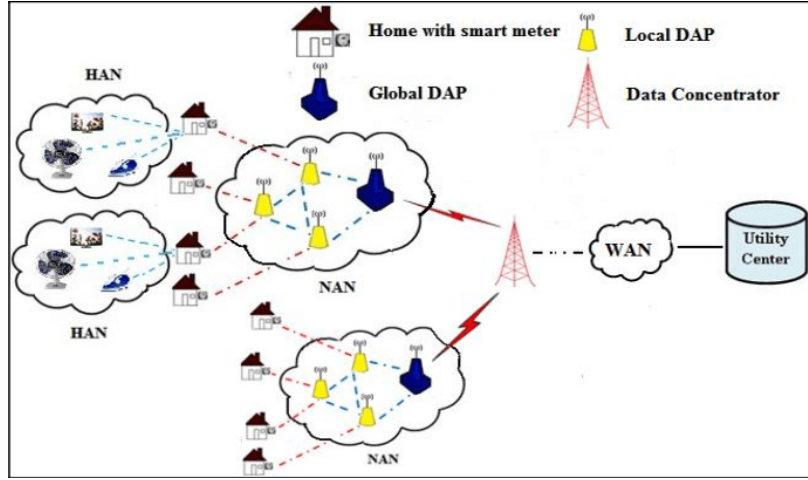 Home with smart meter
Local DAP
HAN
Global DAP
Data Concentrator
NAN
WAN
Utility
Center
HAN
NAN